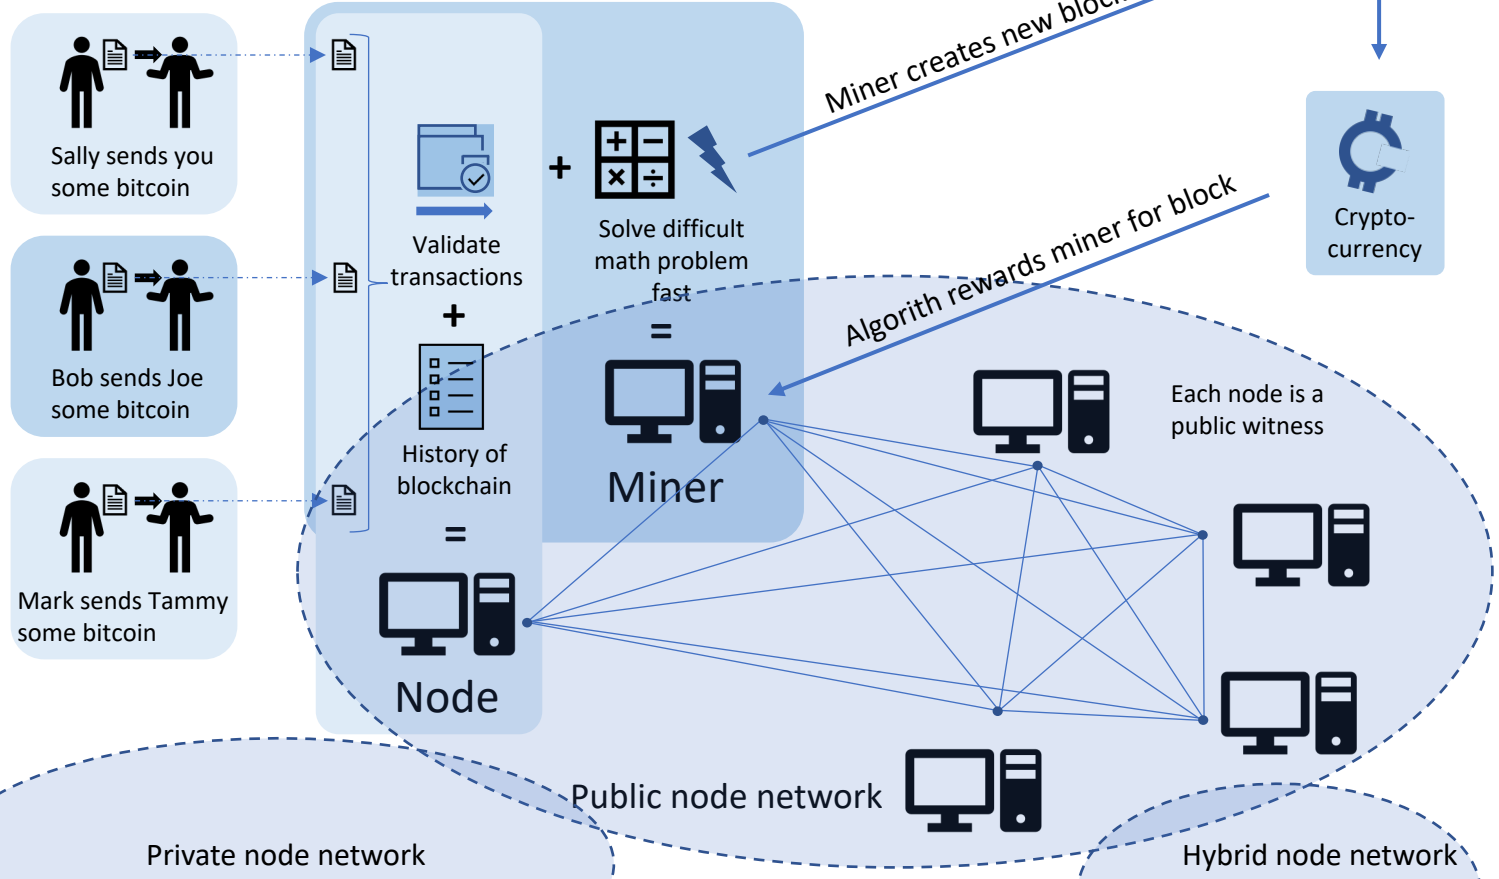 Sally sends you
some bitcoin
Bob sends Joe
some bitcoin
Mark sends Tammy
some bitcoin
Validate
transactions
+
History of
blockchain
=
Node
+
Solve difficult
math problem
fast
=
Miner
Miner creates new block
Algorith rewards miner for block
Crypto-
currency
Each node is a
public witness
Public node network
Private node network
Hybrid node network